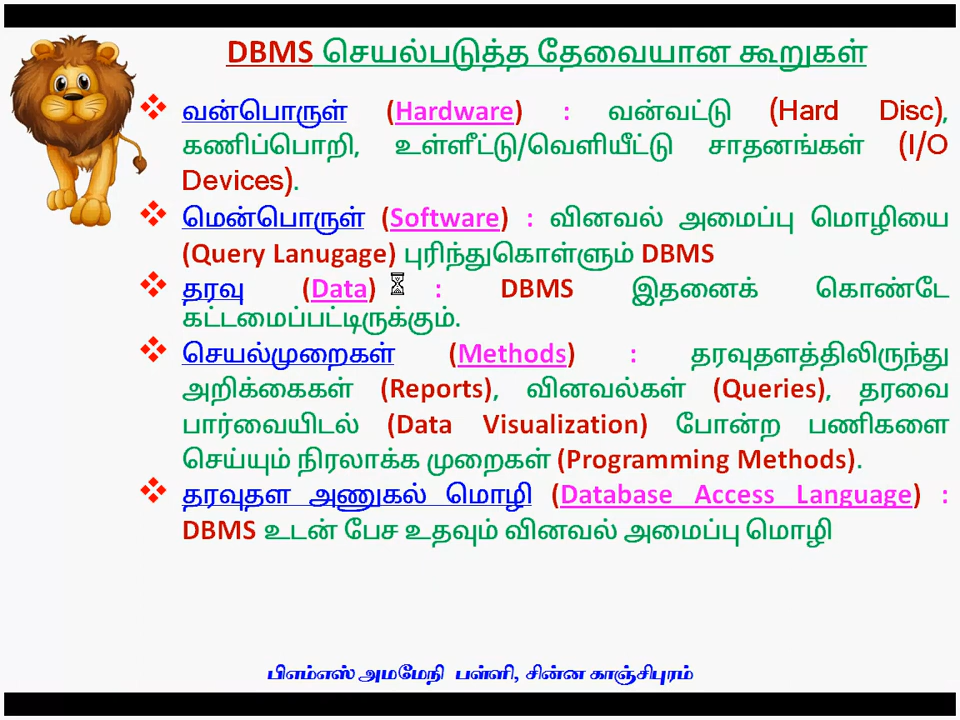 DBMS செயல்படுத்த தேவையான கூறுகள்
❖ வன்பொருள் (Hardware) : வன்வட்டு (Hard Disc),
கணிப்பொறி, உள்ளீட்டு/வெளியீட்டு சாதனங்கள் (I/O
Devices).
❖ மென்பொருள் (Software) : வினவல் அமைப்பு மொழியை
(Query Lanugage) புரிந்துகொள்ளும் DBMS
❖ தரவு (Data) : DBMS இதனைக் கொண்டே
கட்டமைப்பட்டிருக்கும்.
❖ செயல்முறைகள் (Methods) : தரவுதளத்திலிருந்து
அறிக்கைகள் (Reports), வினவல்கள் (Queries), தரவை
பார்வையிடல் (Data Visualization) போன்ற பணிகளை
செய்யும் நிரலாக்க முறைகள் (Programming Methods).
❖ தரவுதள அணுகல் மொழி (Database Access Language) :
DBMS உடன் பேச உதவும் வினவல் அமைப்பு மொழி
பிஎம்எஸ் அமமேநி பள்ளி, சின்ன காஞ்சிபுரம்